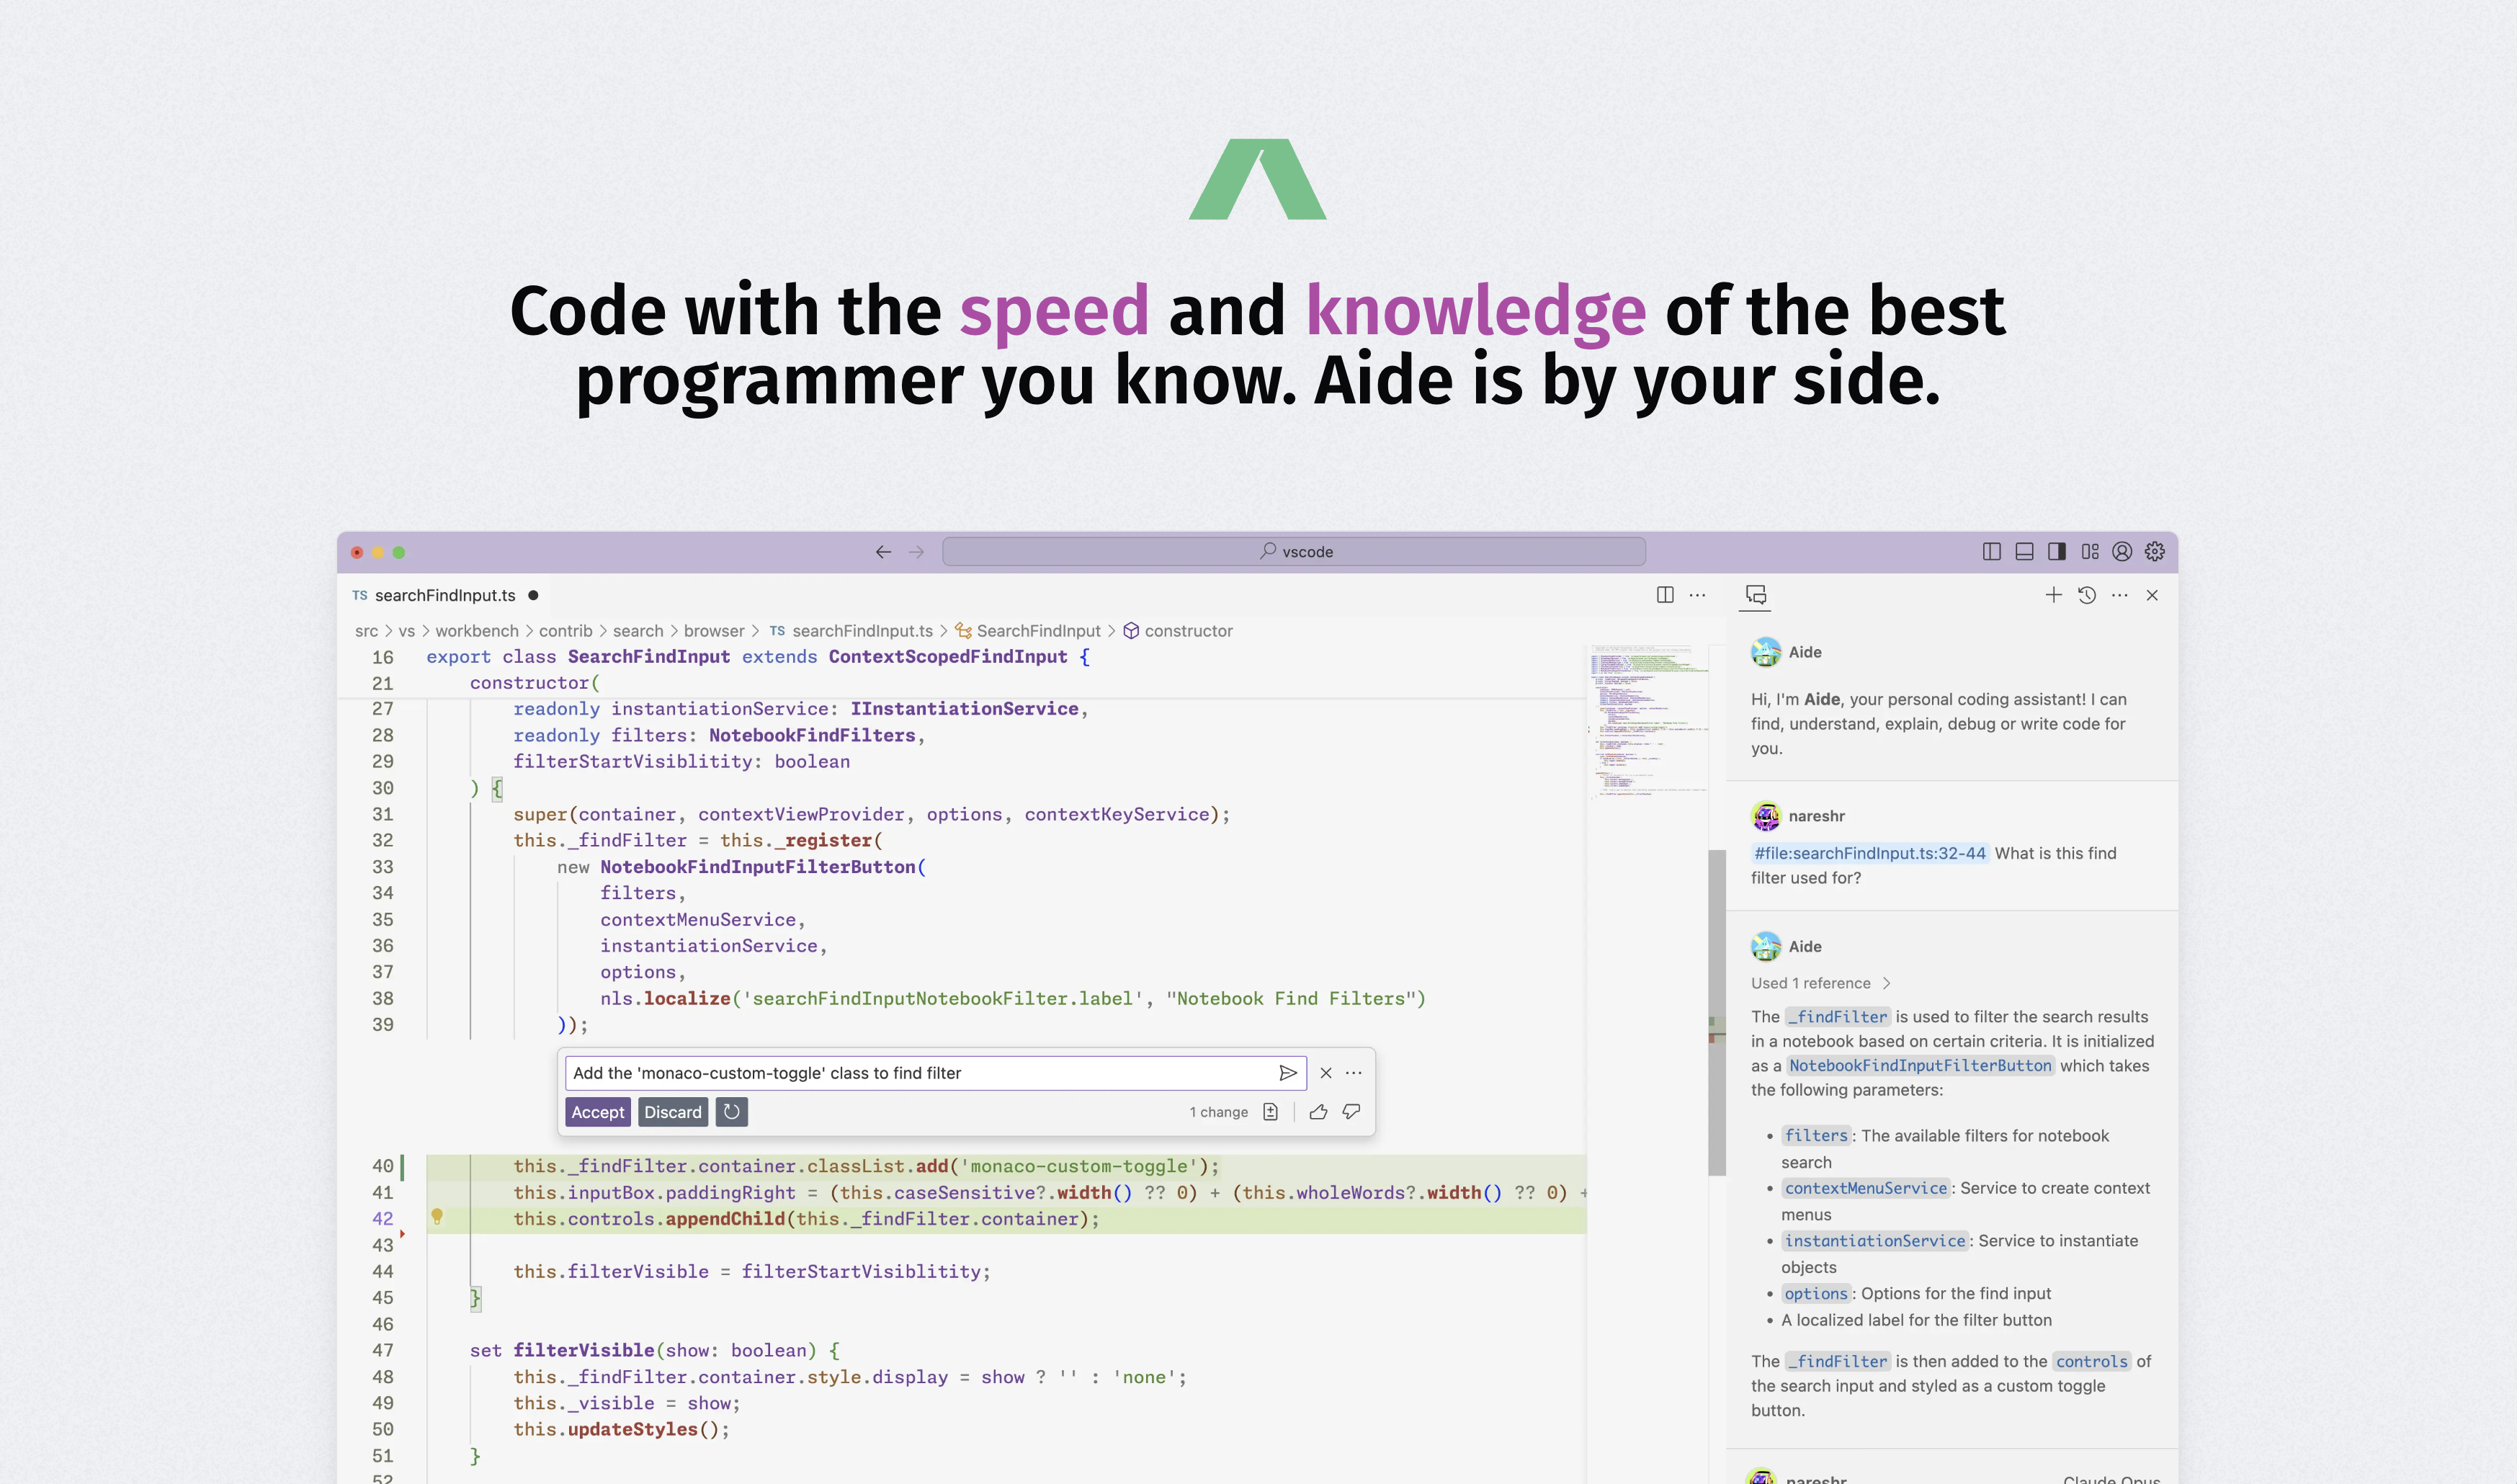 Code with the speed and knowledge of the best
programmer you know. Aide is by your side.
vscode
TS searchFindInput.ts
src > vs > workbench > contrib > search > browser > TS searchFindInput.ts > SearchFindInput > constructor
16 export class SearchFindInput extends ContextScopedFindInput {
21 constructor(
27 readonly instantiationService: IInstantiationService,
28 readonly filters: NotebookFindFilters,
29 filterStartVisiblitity: boolean
30 ) {
31 super(container, contextViewProvider, options, contextKeyService);
32 this._findFilter = this._register(
33 new NotebookFindInputFilterButton(
34 filters,
35 contextMenuService,
36 instantiationService,
37 options,
38 nls.localize('searchFindInputNotebookFilter.label', "Notebook Find Filters")
39 ));
Add the 'monaco-custom-toggle' class to find filter
Accept Discard 1 change
40 this._findFilter.container.classList.add('monaco-custom-toggle');
41 this.inputBox.paddingRight = (this.caseSensitive?.width() ?? 0) + (this.wholeWords?.width() ?? 0) +
42 this.controls.appendChild(this._findFilter.container);
43
44 this.filterVisible = filterStartVisiblitity;
45 }
46
47 set filterVisible(show: boolean) {
48 this._findFilter.container.style.display = show ? '' : 'none';
49 this._visible = show;
50 this.updateStyles();
51 }
52
Aide
Hi, I'm Aide, your personal coding assistant! I can
find, understand, explain, debug or write code for
you.
nareshr
#file:searchFindInput.ts:32-44 What is this find
filter used for?
Aide
Used 1 reference >
The _findFilter is used to filter the search results
in a notebook based on certain criteria. It is initialized
as a NotebookFindInputFilterButton which takes
the following parameters:
• filters: The available filters for notebook
search
• contextMenuService: Service to create context
menus
• instantiationService: Service to instantiate
objects
• options: Options for the find input
• A localized label for the filter button
The _findFilter is then added to the controls of
the search input and styled as a custom toggle
button.
nareshr Claude Opus